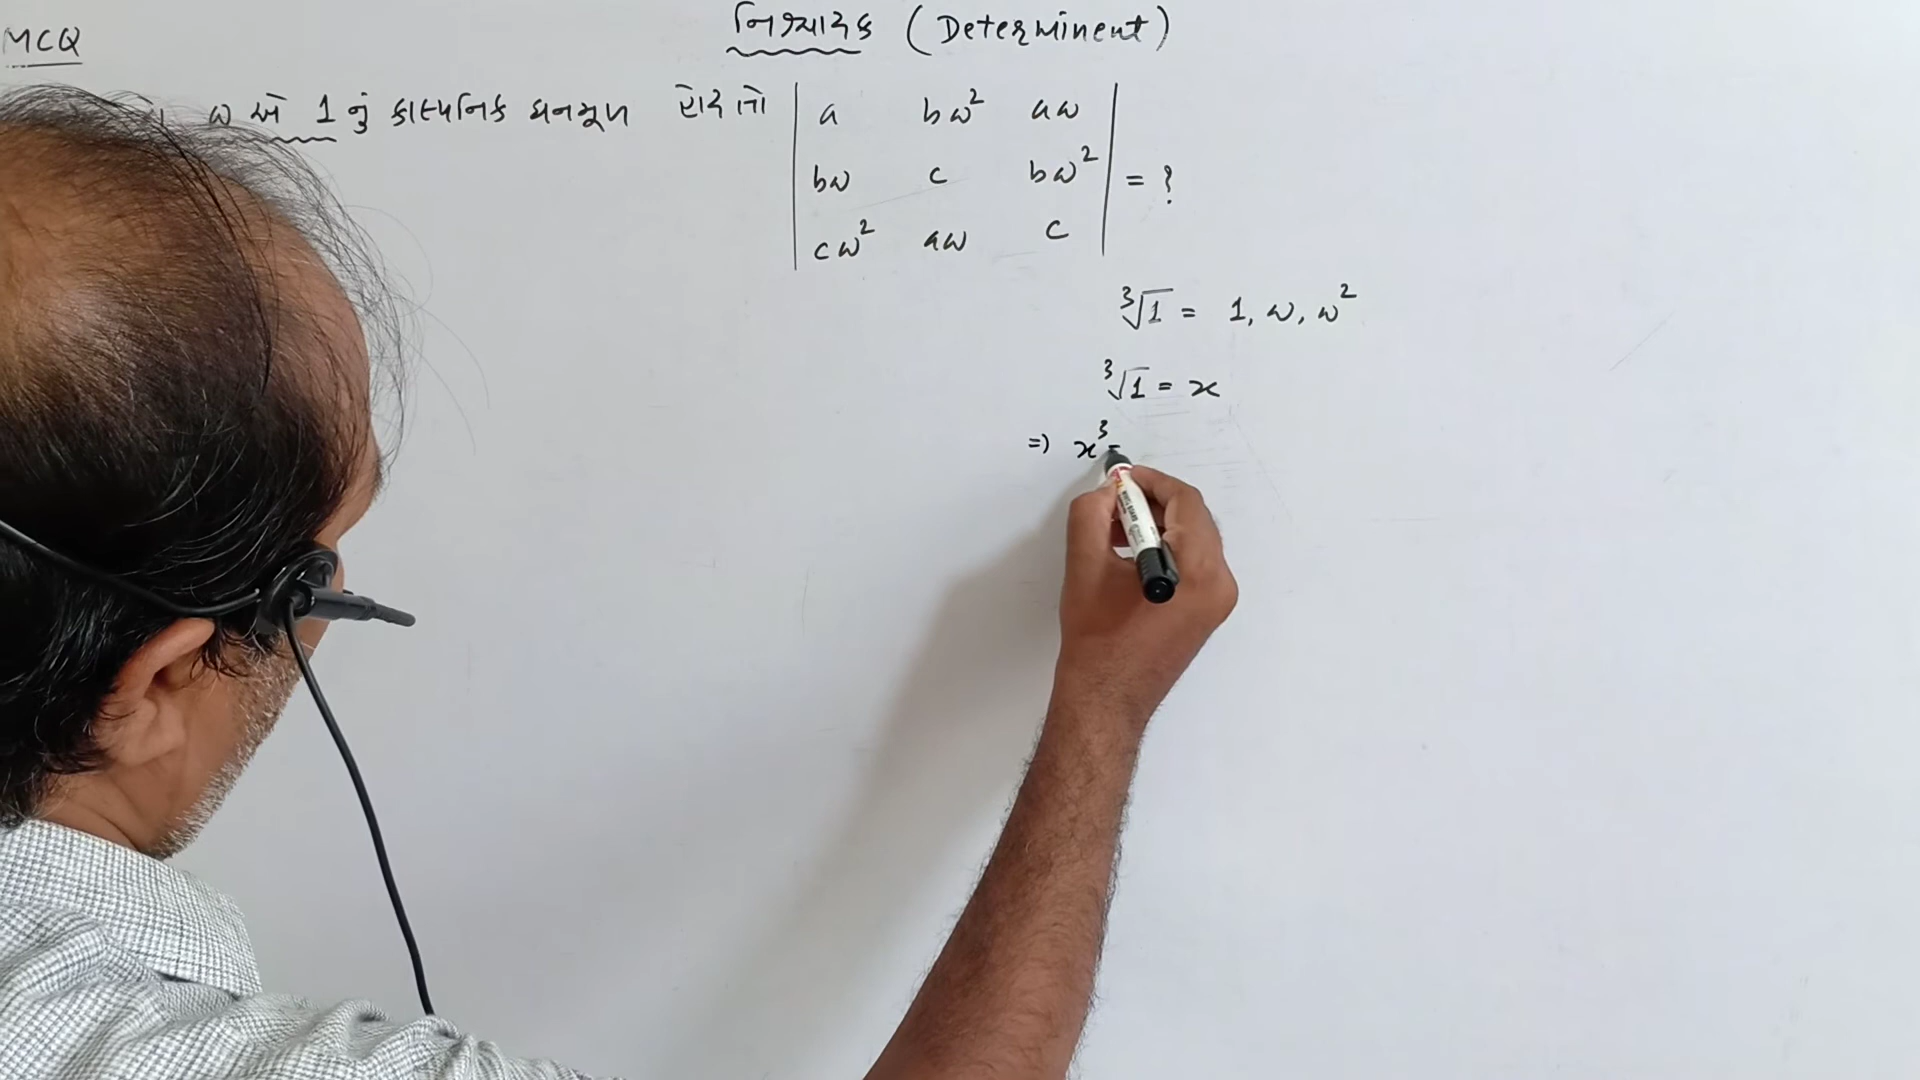 MCQ
નિશ્ચાયક (Determinent)
ω એ 1 નું કાલ્પનિક ઘનમૂળ હોય તો | a bω² aω |
| bω c bω² | = ?
| cω² aω c |
∛1 = 1, ω, ω²
∛1 = x
⇒ x³ =